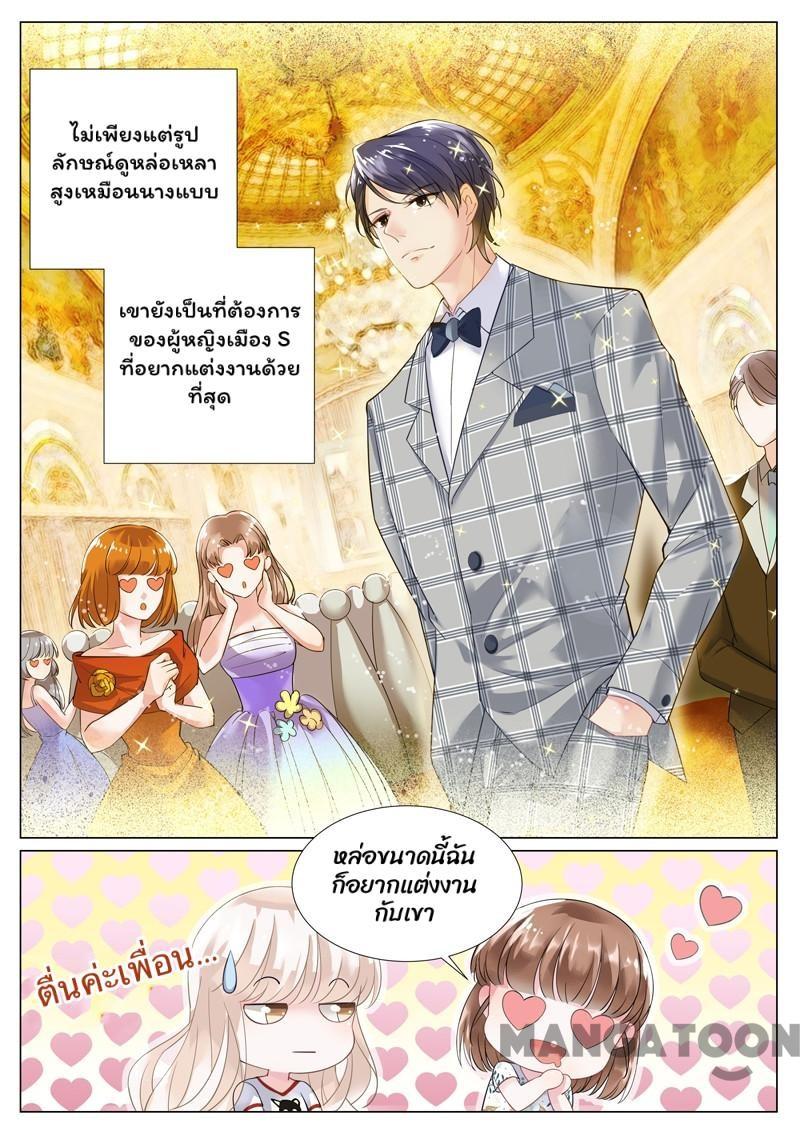 ไม่เพียงแต่รูป
ลักษณ์ดูหล่อเหลา
สูงเหมือนนางแบบ
เขายังเป็นที่ต้องการ
ของผู้หญิงเมือง S
ที่อยากแต่งงานด้วย
ที่สุด
หล่อขนาดนี้ฉัน
ก็อยากแต่งงาน
กับเขา
ตื่นค่ะเพื่อน...
MANGATOON